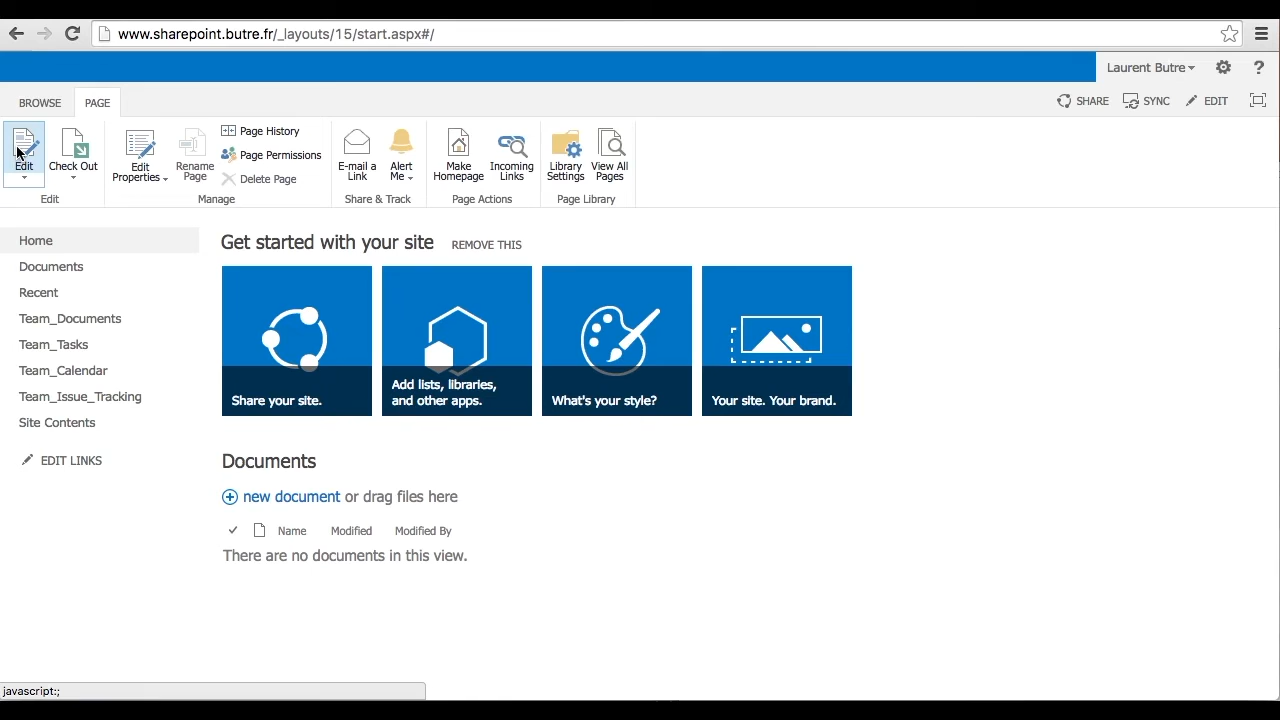 www.sharepoint.butre.fr/_layouts/15/start.aspx#/
Laurent Butre
?
BROWSE
PAGE
SHARE
SYNC
EDIT
Edit
Check Out
Edit
Properties
Rename
Page
Page History
Page Permissions
Delete Page
E-mail a
Link
Alert
Me
Make
Homepage
Incoming
Links
Library
Settings
View All
Pages
Edit
Manage
Share & Track
Page Actions
Page Library
Home
Documents
Recent
Team_Documents
Team_Tasks
Team_Calendar
Team_Issue_Tracking
Site Contents
EDIT LINKS
Get started with your site REMOVE THIS
Share your site.
Add lists, libraries,
and other apps.
What's your style?
Your site. Your brand.
Documents
new document or drag files here
Name Modified Modified By
There are no documents in this view.
javascript:;